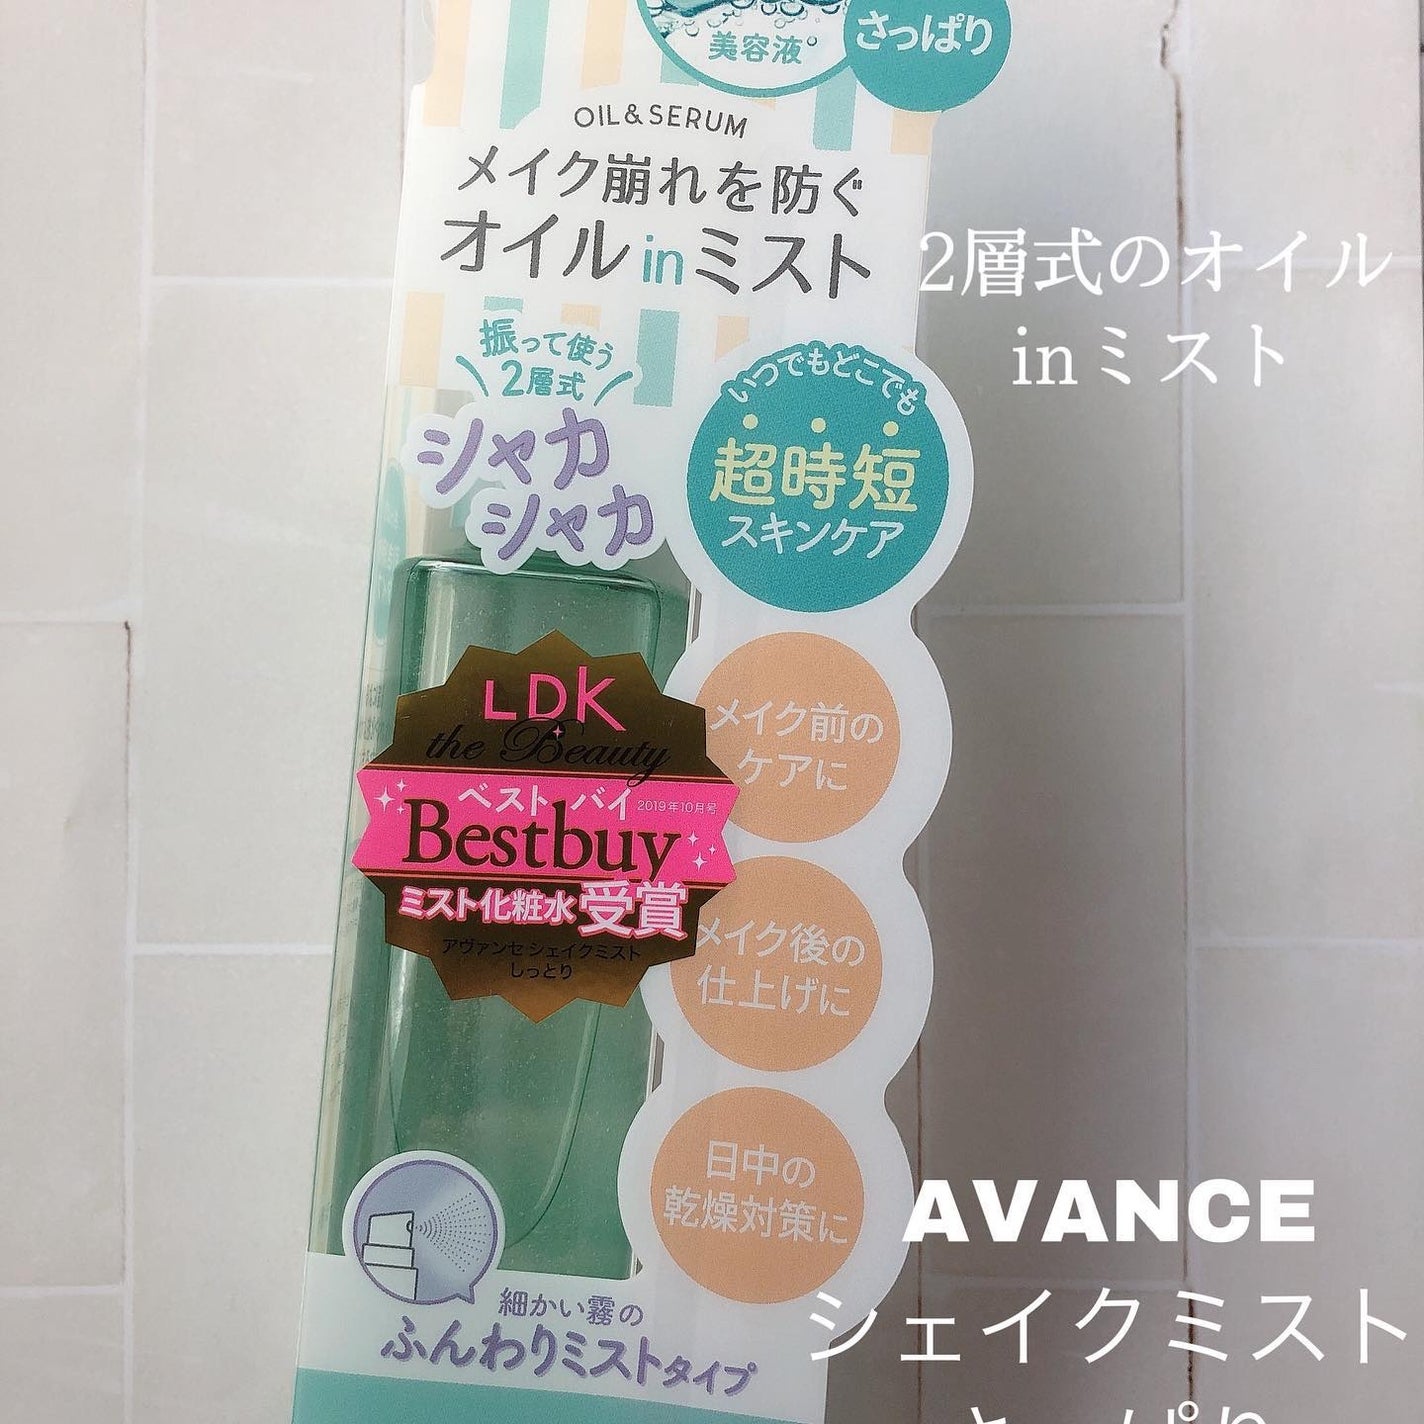 美容液
さっぱり
OIL&SERUM
メイク崩れを防ぐ
オイルinミスト
2層式のオイル
inミスト
振って使う
2層式
シャカ
シャカ
いつでもどこでも
超時短
スキンケア
LDK
the Beauty
ベスト バイ 2019年10月号
Bestbuy
ミスト化粧水 受賞
アヴァンセ シェイクミスト
しっとり
メイク前の
ケアに
メイク後の
仕上げに
日中の
乾燥対策に
細かい霧の
ふんわりミストタイプ
AVANCE
シェイクミスト
さっぱり